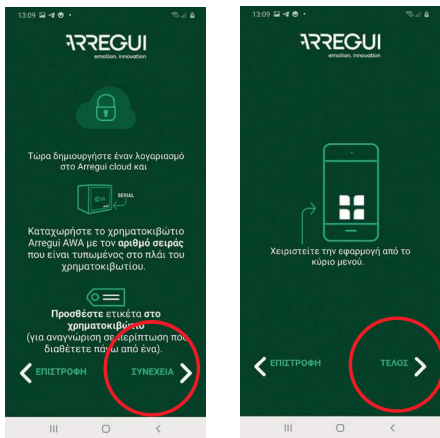 13:09
ARREGUI
emotion. innovation
Τώρα δημιουργήστε έναν λογαριασμό
στο Arregui cloud και
SERIAL
Καταχωρήστε το χρηματοκιβώτιο
Arregui AWA με τον αριθμό σειράς
που είναι τυπωμένος στο πλάι του
χρηματοκιβωτίου.
Προσθέστε ετικέτα στο
χρηματοκιβώτιο
(για αναγνώριση σε περίπτωση που
διαθέτετε πάνω από ένα).
ΕΠΙΣΤΡΟΦΗ ΣΥΝΕΧΕΙΑ
13:09
ARREGUI
emotion. innovation
Χειριστείτε την εφαρμογή από το
κύριο μενού.
ΕΠΙΣΤΡΟΦΗ ΤΕΛΟΣ